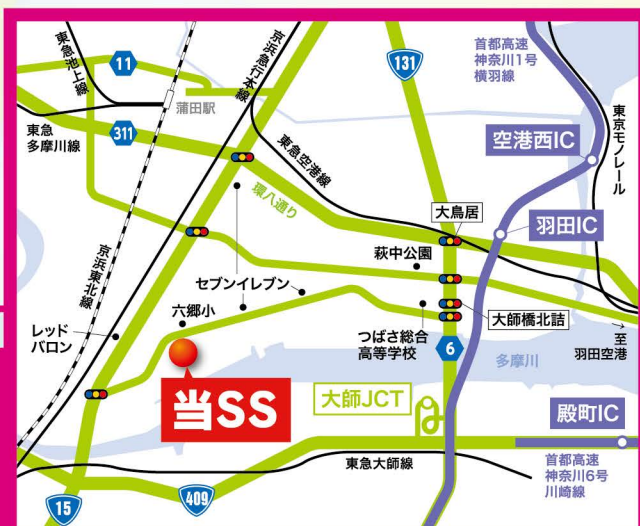 東急池上線
11
京浜急行本線
131
首都高速
神奈川1号
横羽線
蒲田駅
東急
多摩川線
311
東急空港線
空港西IC
東京モノレール
環八通り
大鳥居
羽田IC
京浜東北線
萩中公園
セブンイレブン
六郷小
レッド
バロン
つばさ総合
高等学校
大師橋北詰
6
→至
羽田空港
多摩川
当SS
大師JCT
殿町IC
東急大師線
首都高速
神奈川6号
川崎線
15
409